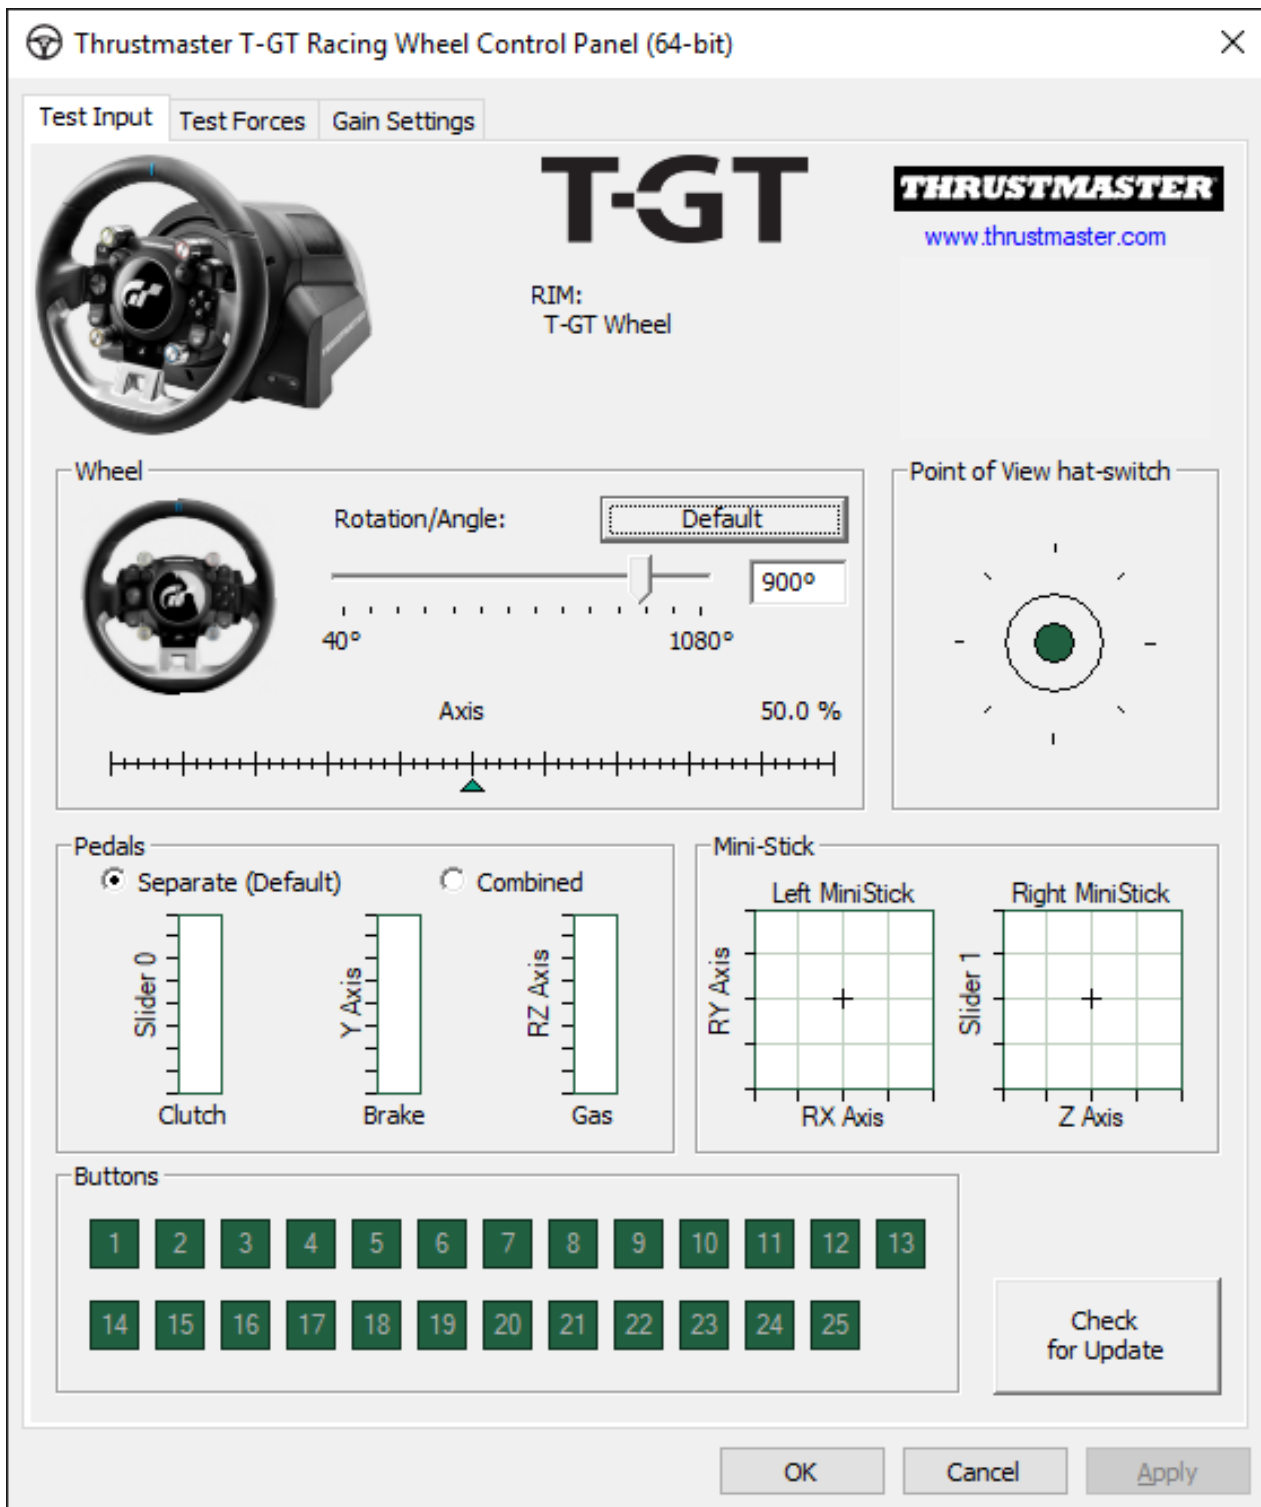 Thrustmaster T-GT Racing Wheel Control Panel (64-bit)
Test Input Test Forces Gain Settings
T-GT
THRUSTMASTER
www.thrustmaster.com
RIM:
T-GT Wheel
Wheel
Rotation/Angle: Default
900°
40° 1080°
Axis 50.0 %
Point of View hat-switch
Pedals
Separate (Default) Combined
Slider 0 Y Axis RZ Axis
Clutch Brake Gas
Mini-Stick
Left MiniStick Right MiniStick
RY Axis Slider 1
RX Axis Z Axis
Buttons
1 2 3 4 5 6 7 8 9 10 11 12 13
14 15 16 17 18 19 20 21 22 23 24 25
Check
for Update
OK Cancel Apply